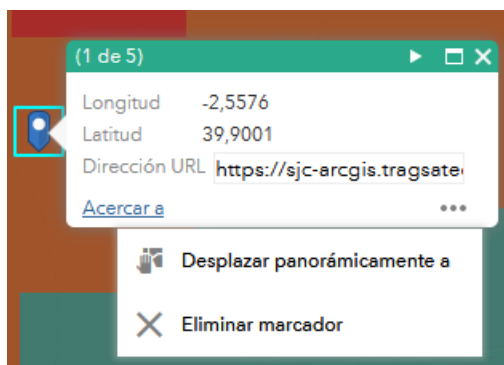 (1 de 5)
Longitud -2,5576
Latitud 39,9001
Dirección URL https://sjc-arcgis.tragsate
Acercar a
Desplazar panorámicamente a
Eliminar marcador